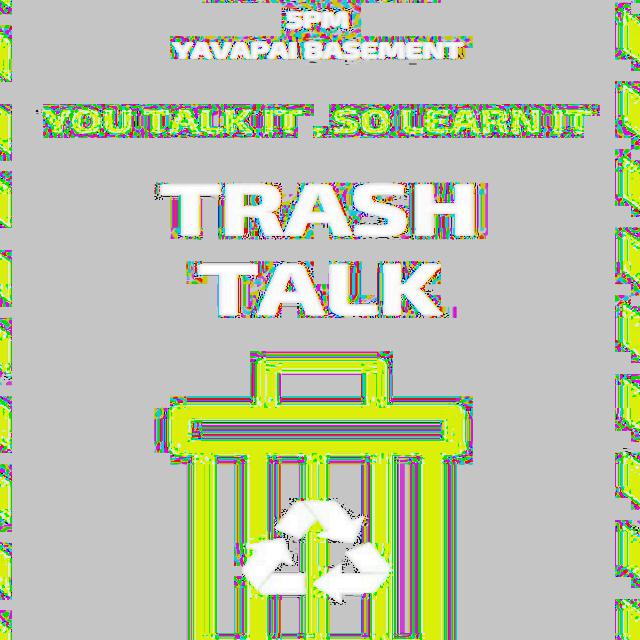 5PM
YAVAPAI BASEMENT
YOU TALK IT, SO LEARN IT
TRASH
TALK